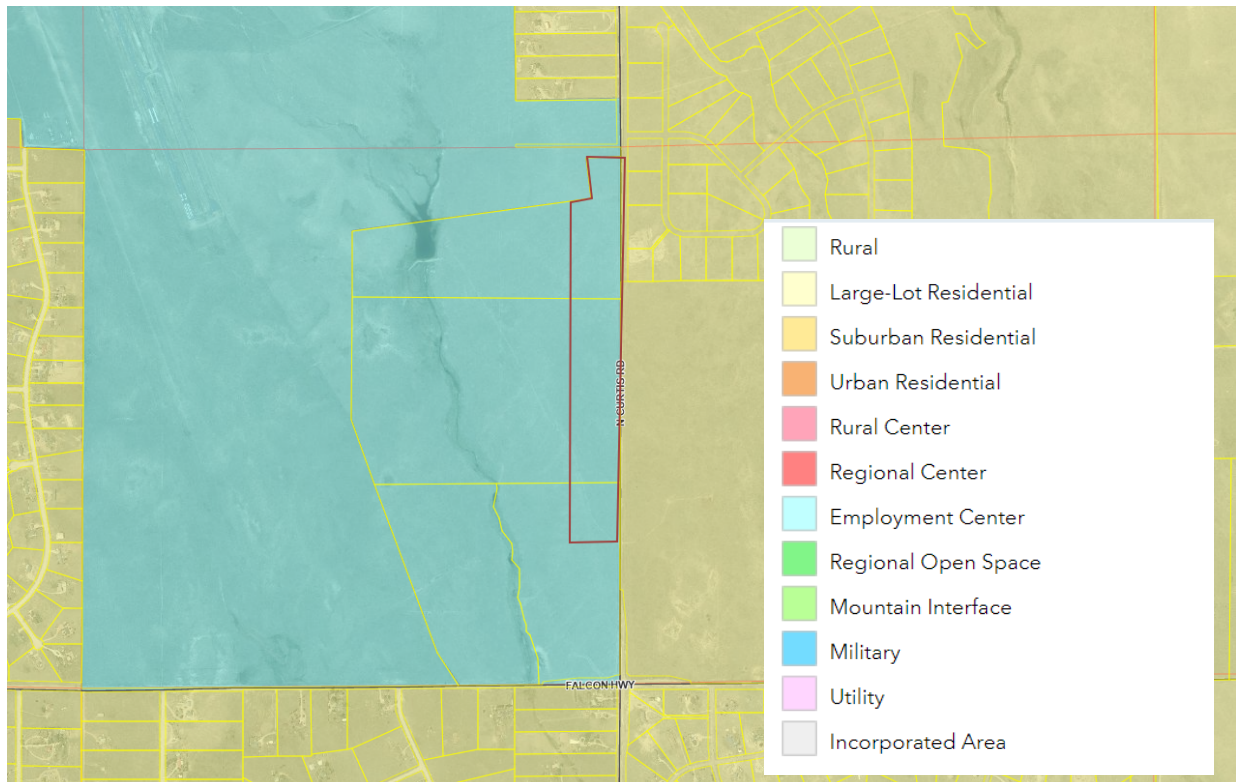 Rural
Large-Lot Residential
Suburban Residential
Urban Residential
N CURTIS RD
Rural Center
Regional Center
Employment Center
Regional Open Space
Mountain Interface
Military
FALCON HWY
Utility
Incorporated Area